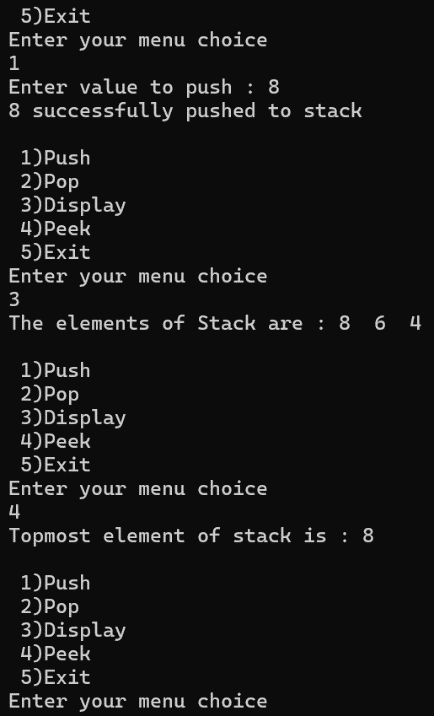 5)Exit
Enter your menu choice
1
Enter value to push : 8
8 successfully pushed to stack
1)Push
2)Pop
3)Display
4)Peek
5)Exit
Enter your menu choice
3
The elements of Stack are : 8  6  4
1)Push
2)Pop
3)Display
4)Peek
5)Exit
Enter your menu choice
4
Topmost element of stack is : 8
1)Push
2)Pop
3)Display
4)Peek
5)Exit
Enter your menu choice